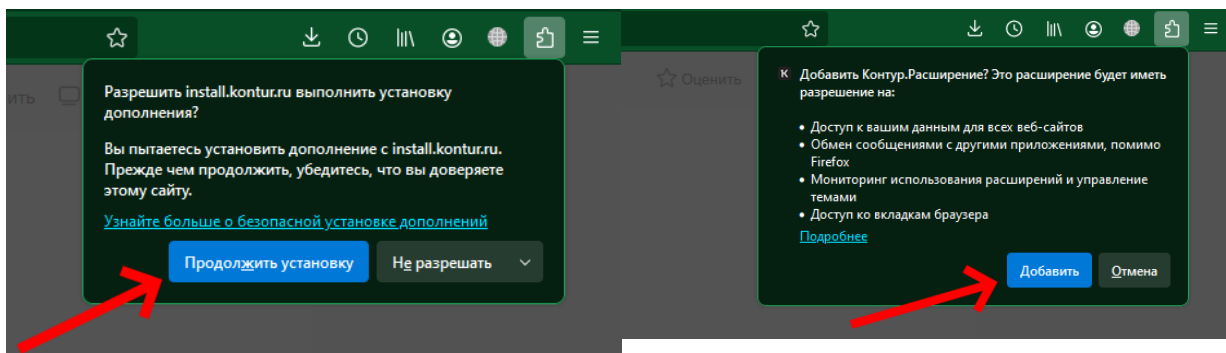 Разрешить install.kontur.ru выполнить установку
дополнения?
Вы пытаетесь установить дополнение с install.kontur.ru.
Прежде чем продолжить, убедитесь, что вы доверяете
этому сайту.
Узнайте больше о безопасной установке дополнений
Продолжить установку
Не разрешать
ить
Оценить
K Добавить Контур.Расширение? Это расширение будет иметь
разрешение на:
• Доступ к вашим данным для всех веб-сайтов
• Обмен сообщениями с другими приложениями, помимо
Firefox
• Мониторинг использования расширений и управление
темами
• Доступ ко вкладкам браузера
Подробнее
Добавить
Отмена